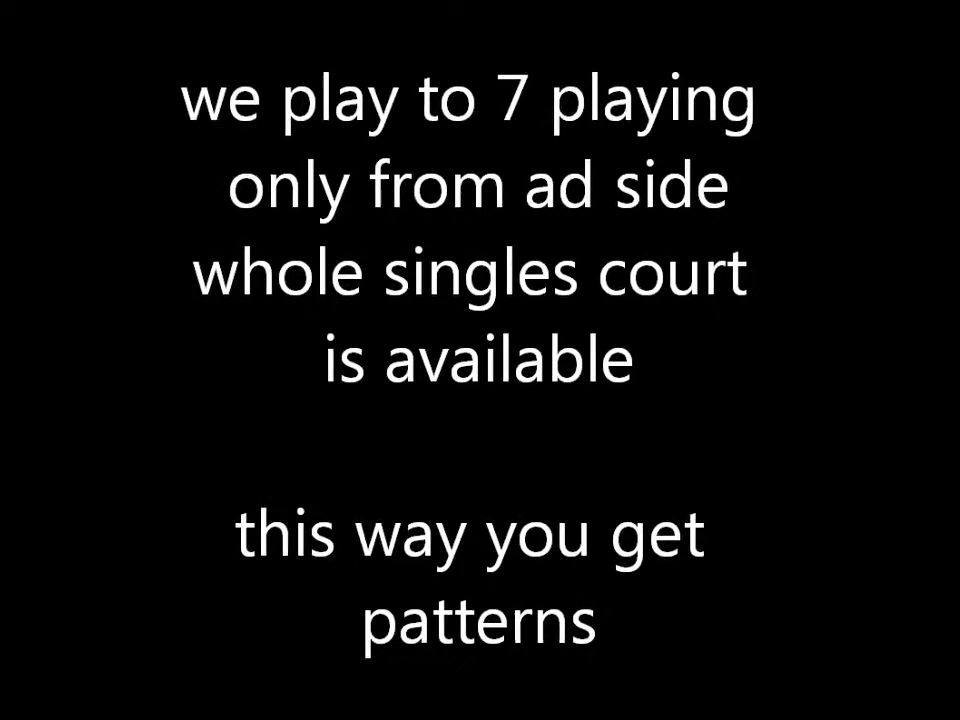 we play to 7 playing
only from ad side
whole singles court
is available
this way you get
patterns